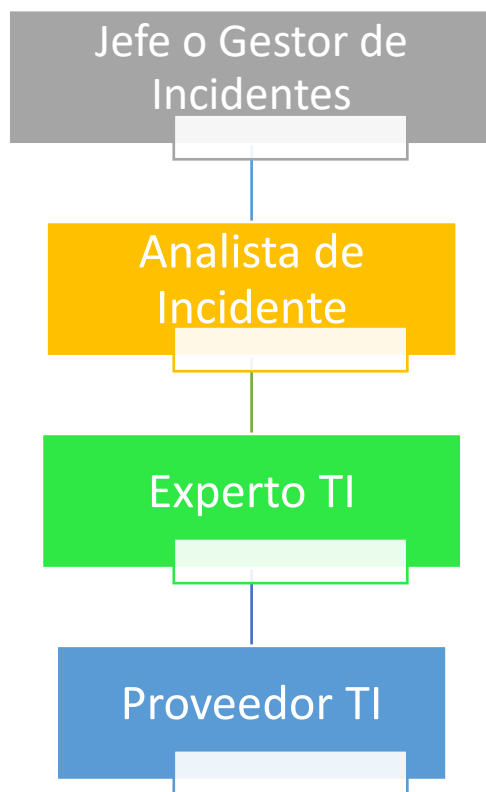 Jefe o Gestor de
Incidentes
Analista de
Incidente
Experto TI
Proveedor TI